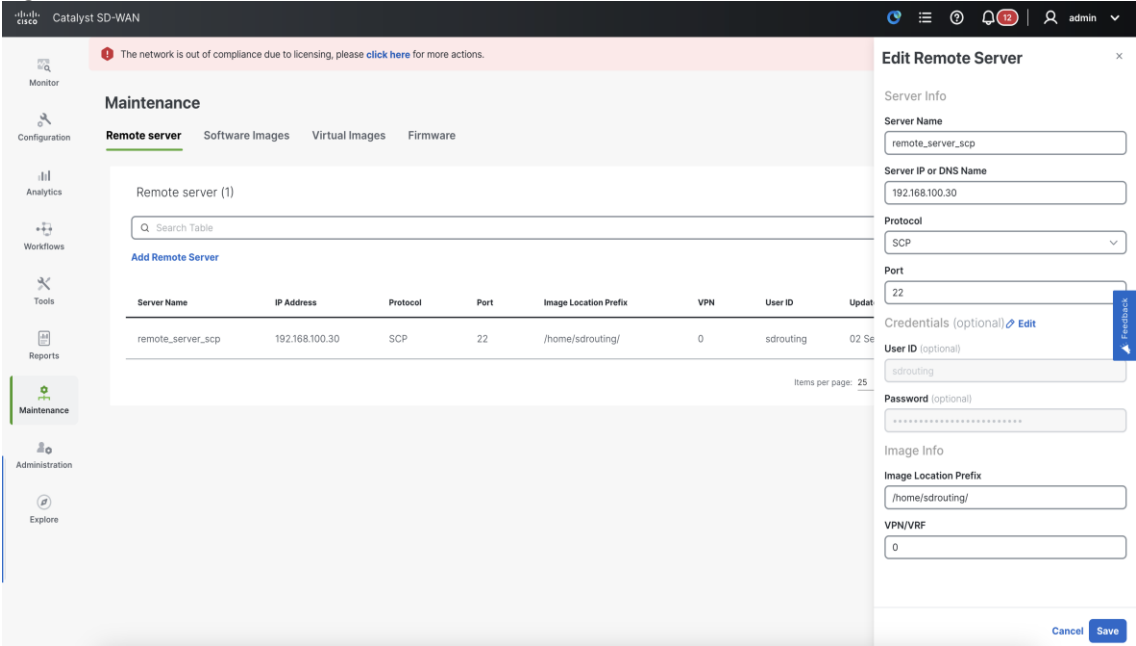 cisco Catalyst SD-WAN
12
admin
Monitor
Configuration
Analytics
Workflows
Tools
Reports
Maintenance
Administration
Explore
The network is out of compliance due to licensing, please click here for more actions.
Maintenance
Remote server Software Images Virtual Images Firmware
Remote server (1)
Search Table
Add Remote Server
Server Name IP Address Protocol Port Image Location Prefix VPN User ID Updat
remote_server_scp 192.168.100.30 SCP 22 /home/sdrouting/ 0 sdrouting 02 Se
Items per page: 25
Edit Remote Server
Server Info
Server Name
remote_server_scp
Server IP or DNS Name
192.168.100.30
Protocol
SCP
Port
22
Credentials (optional) Edit
User ID (optional)
sdrouting
Password (optional)
Image Info
Image Location Prefix
/home/sdrouting/
VPN/VRF
0
Cancel Save
Feedback